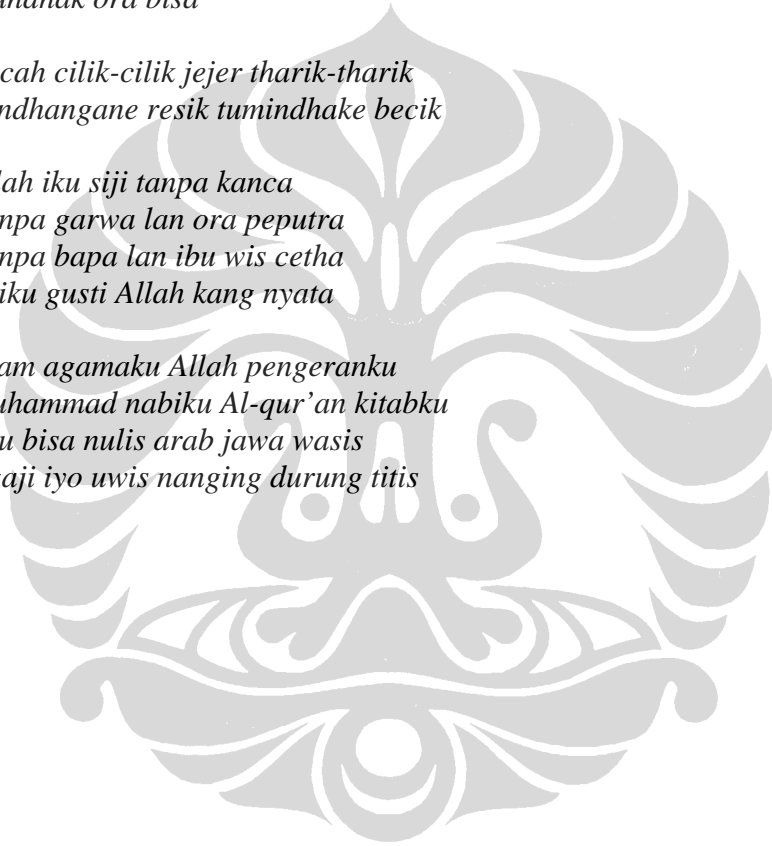 ora bisa
cah cilik-cilik jejer tharik-tharik
ndhangane resik tumindhake becik
lah iku siji tanpa kanca
npa garwa lan ora peputra
npa bapa lan ibu wis cetha
iku gusti Allah kang nyata
am agamaku Allah pengeranku
uhammad nabiku Al-qur’an kitabku
u bisa nulis arab jawa wasis
aji iyo uwis nanging durung titis